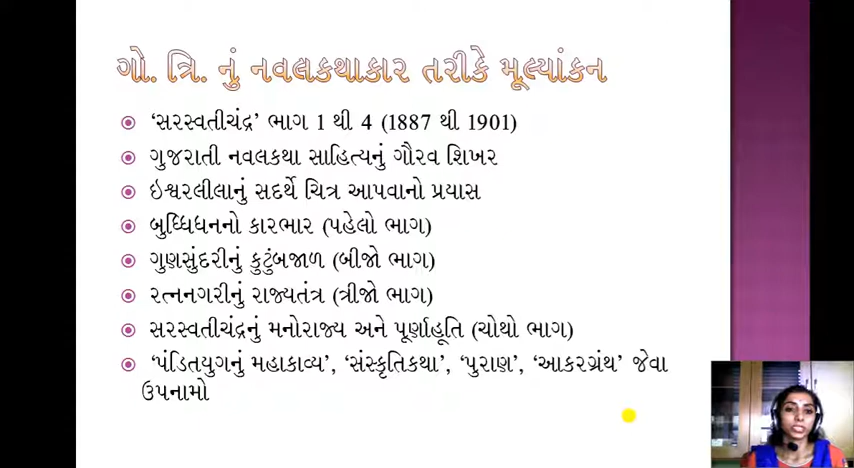 ગો. ત્રિ. નું નવલકથાકાર તરીકે મૂલ્યાંકન
'સરસ્વતીચંદ્ર' ભાગ 1 થી 4 (1887 થી 1901)
ગુજરાતી નવલકથા સાહિત્યનું ગૌરવ શિખર
ઇશ્વરલીલાનું સદર્થે ચિત્ર આપવાનો પ્રયાસ
બુધ્ધિધનનો કારભાર (પહેલો ભાગ)
ગુણસુંદરીનું કુટુંબજાળ (બીજો ભાગ)
રત્નનગરીનું રાજ્યતંત્ર (ત્રીજો ભાગ)
સરસ્વતીચંદ્રનું મનોરાજ્ય અને પૂર્ણાહૂતિ (ચોથો ભાગ)
'પંડિતયુગનું મહાકાવ્ય', 'સંસ્કૃતિકથા', 'પુરાણ', 'આકરગ્રંથ' જેવા
ઉપનામો